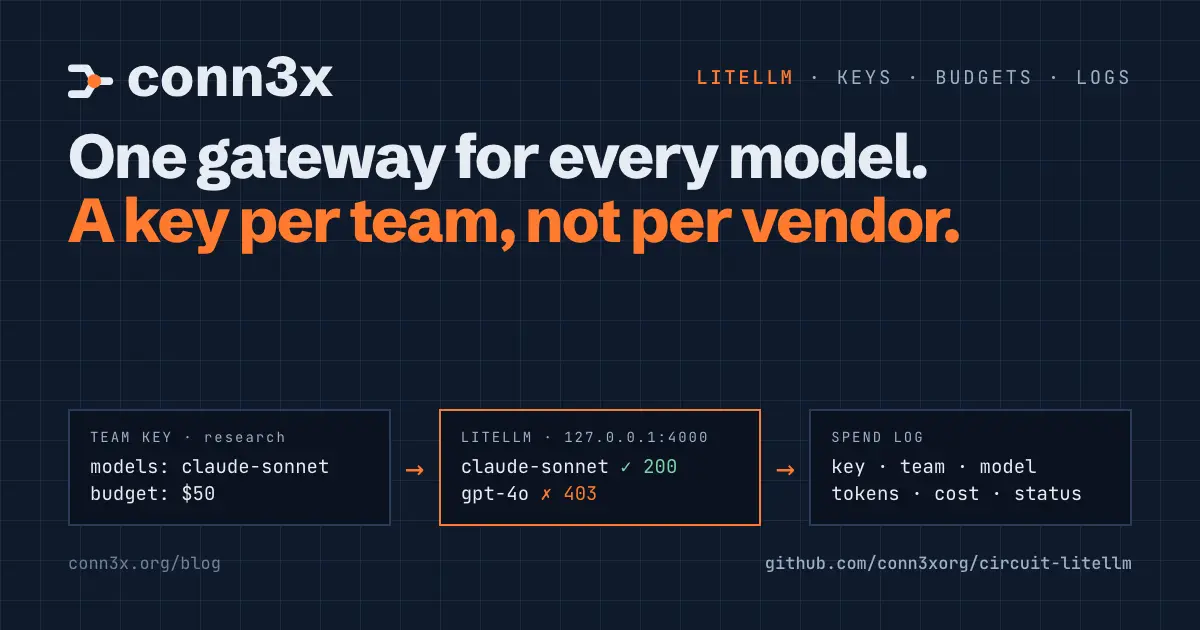 conn3x
LITELLM · KEYS · BUDGETS · LOGS
One gateway for every model.
A key per team, not per vendor.
TEAM KEY · research
models: claude-sonnet
budget: $50
→
LITELLM · 127.0.0.1:4000
claude-sonnet ✓ 200
gpt-4o ✗ 403
→
SPEND LOG
key · team · model
tokens · cost · status
conn3x.org/blog
github.com/conn3xorg/circuit-litellm